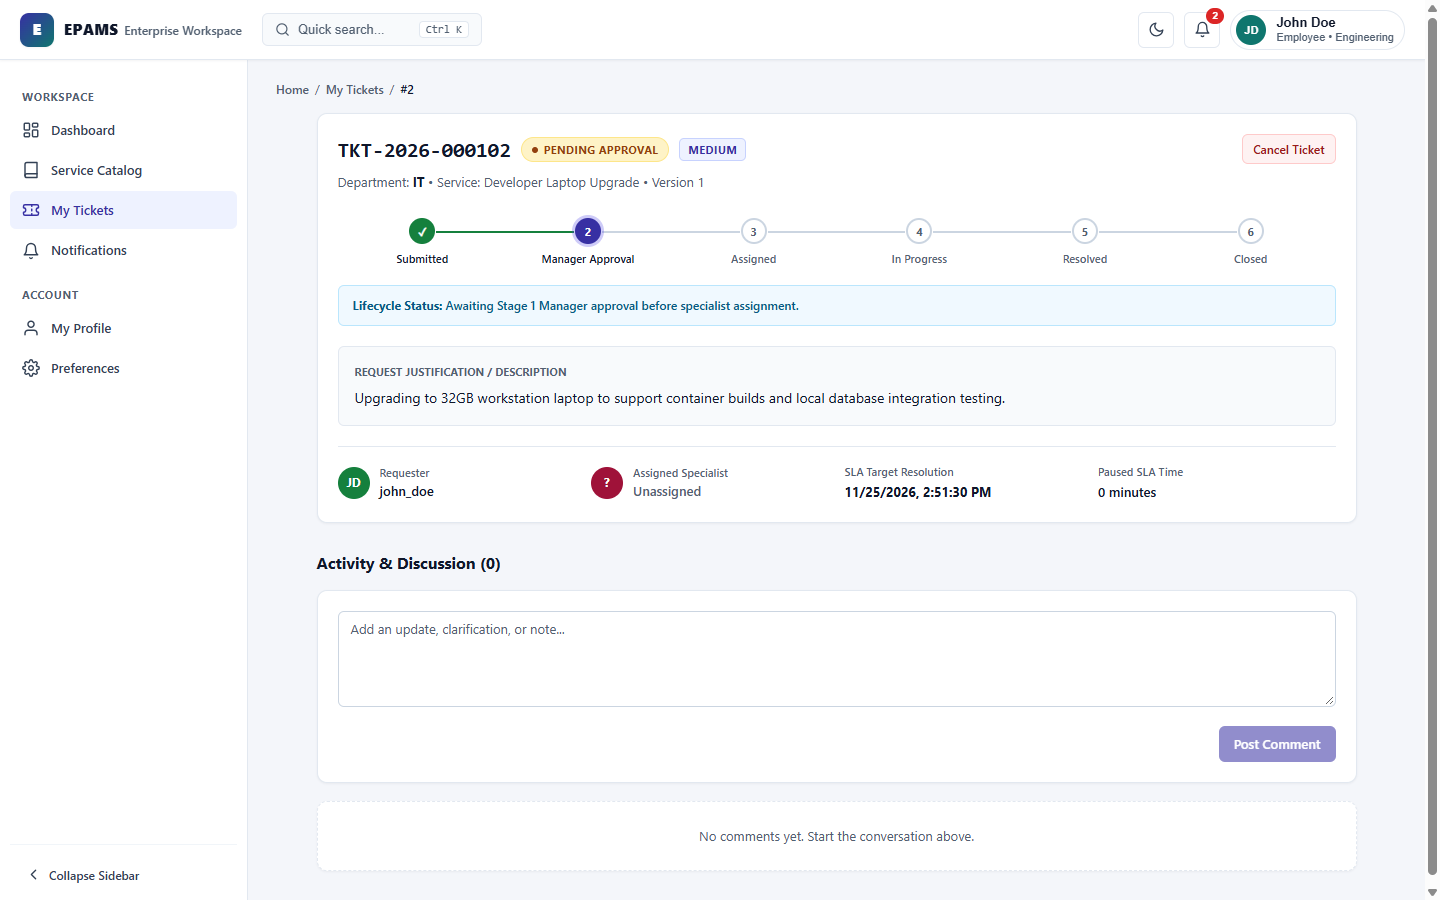 E EPAMS Enterprise Workspace
Quick search... Ctrl K
2
JD John Doe
Employee • Engineering
WORKSPACE
Dashboard
Service Catalog
My Tickets
Notifications
ACCOUNT
My Profile
Preferences
Collapse Sidebar
Home / My Tickets / #2
TKT-2026-000102 PENDING APPROVAL MEDIUM Cancel Ticket
Department: IT • Service: Developer Laptop Upgrade • Version 1
✓ 2 3 4 5 6
Submitted Manager Approval Assigned In Progress Resolved Closed
Lifecycle Status: Awaiting Stage 1 Manager approval before specialist assignment.
REQUEST JUSTIFICATION / DESCRIPTION
Upgrading to 32GB workstation laptop to support container builds and local database integration testing.
JD Requester
john_doe
? Assigned Specialist
Unassigned
SLA Target Resolution
11/25/2026, 2:51:30 PM
Paused SLA Time
0 minutes
Activity & Discussion (0)
Add an update, clarification, or note...
Post Comment
No comments yet. Start the conversation above.